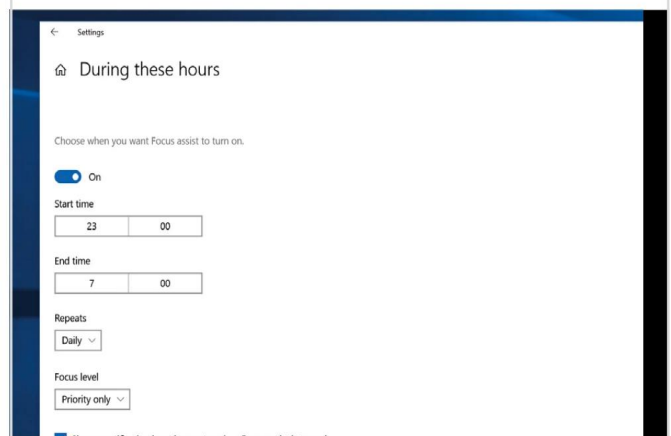 Settings
During these hours
Choose when you want Focus assist to turn on.
On
Start time
23 00
End time
7 00
Repeats
Daily
Focus level
Priority only